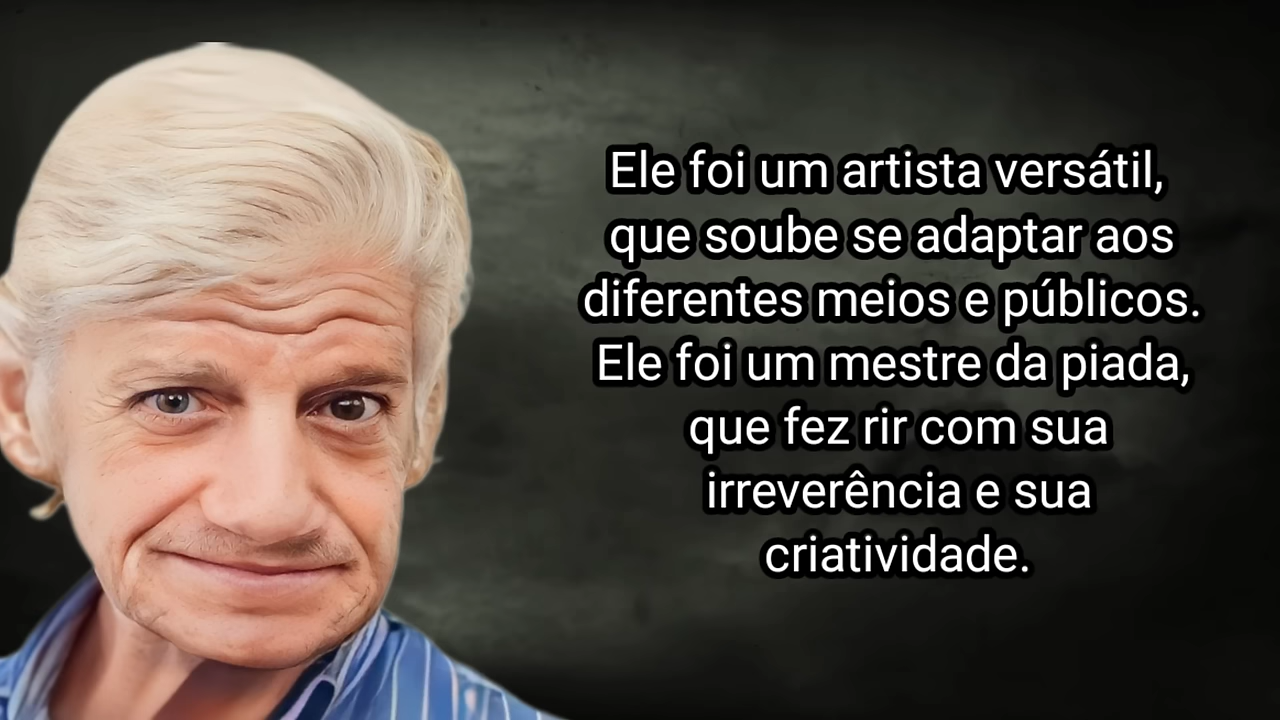 Ele foi um artista versátil,
que soube se adaptar aos
diferentes meios e públicos.
Ele foi um mestre da piada,
que fez rir com sua
irreverência e sua
criatividade.